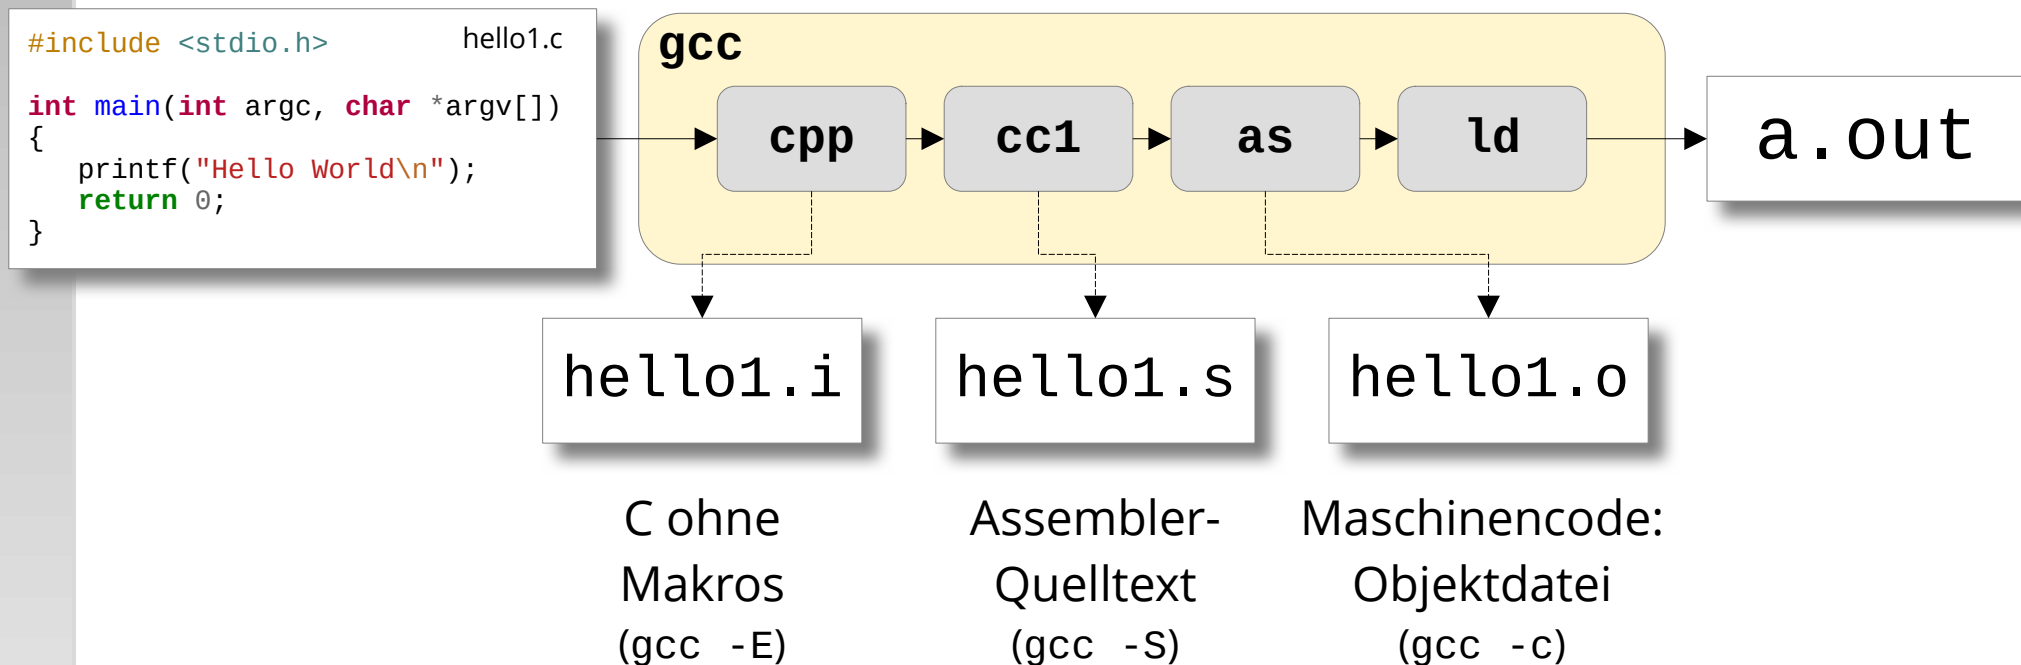 #include <stdio.h>
hello1.c
int main(int argc, char *argv[])
{
printf("Hello World\n");
return 0;
}
gcc
cpp
cc1
as
ld
a.out
hello1.i
hello1.s
hello1.o
C ohne
Makros
(gcc -E)
Assembler-
Quelltext
(gcc -S)
Maschinencode:
Objektdatei
(gcc -c)